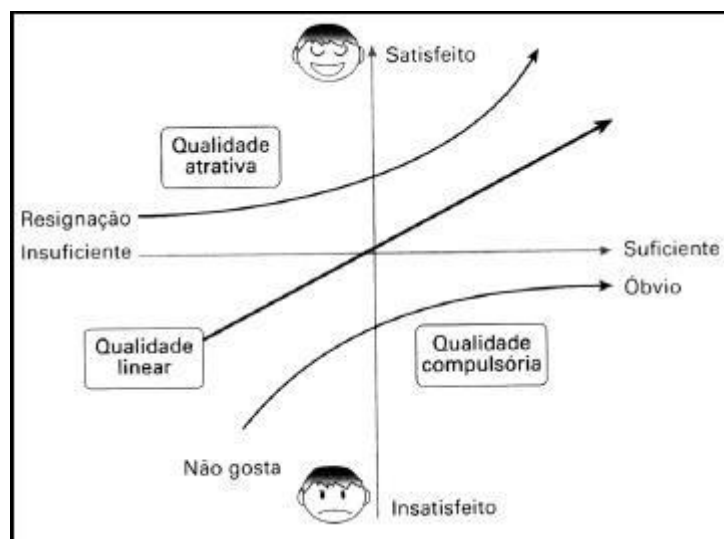 Satisfeito
Qualidade
atrativa
Resignação
Insuficiente
Suficiente
Óbvio
Qualidade
linear
Qualidade
compulsória
Não gosta
Insatisfeito